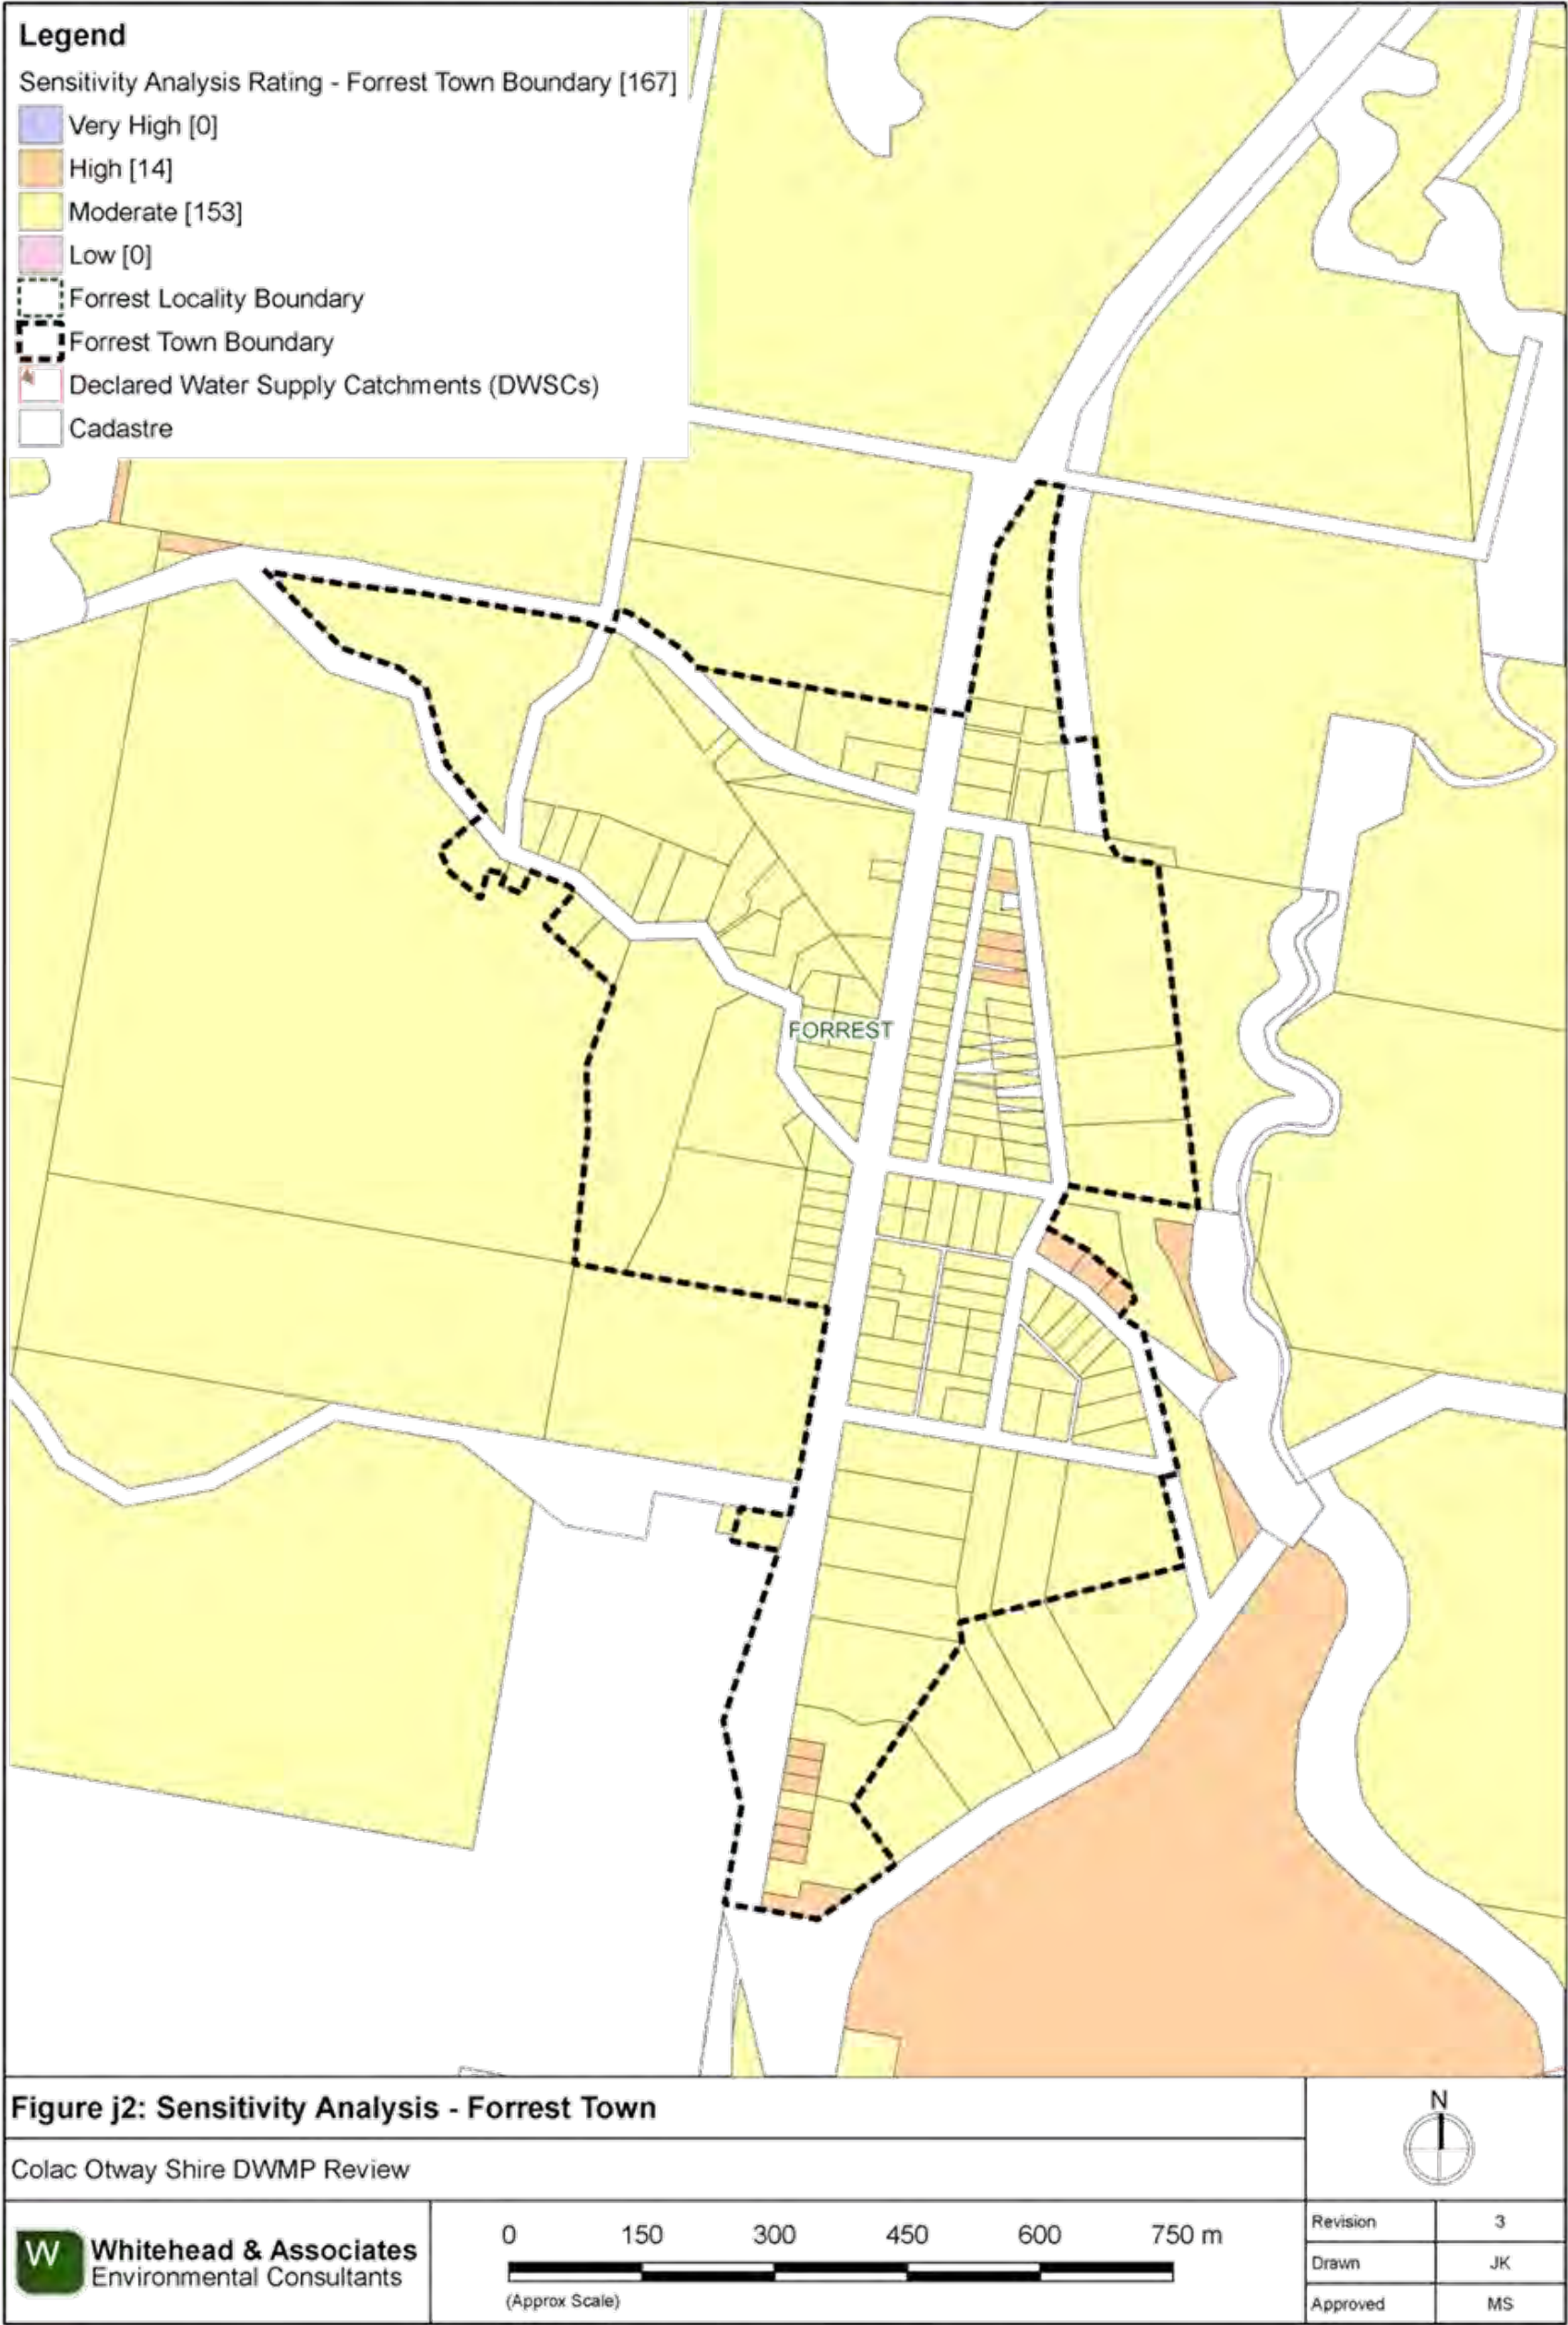 Legend
Sensitivity Analysis Rating - Forrest Town Boundary [167]
Very High [0]
High [14]
Moderate [153]
Low [0]
Forrest Locality Boundary
Forrest Town Boundary
Declared Water Supply Catchments (DWSCs)
Cadastre
FORREST
Figure j2: Sensitivity Analysis - Forrest Town
Colac Otway Shire DWMP Review
N
W
Whitehead & Associates
Environmental Consultants
0 150 300 450 600 750 m
(Approx Scale)
Revision 3
Drawn JK
Approved MS